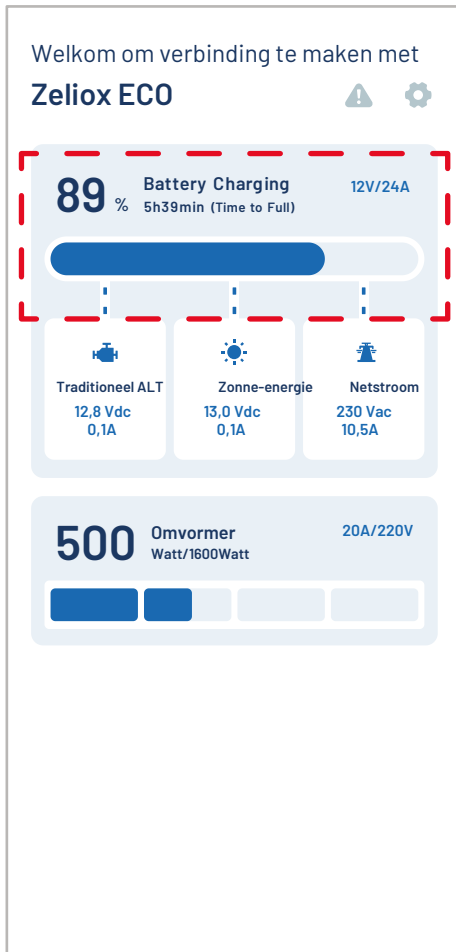 Welkom om verbinding te maken met
Zeliox ECO
89 % Battery Charging 12V/24A
5h39min (Time to Full)
Traditioneel ALT Zonne-energie Netstroom
12,8 Vdc 13,0 Vdc 230 Vac
0,1A 0,1A 10,5A
500 Omvormer 20A/220V
Watt/1600Watt